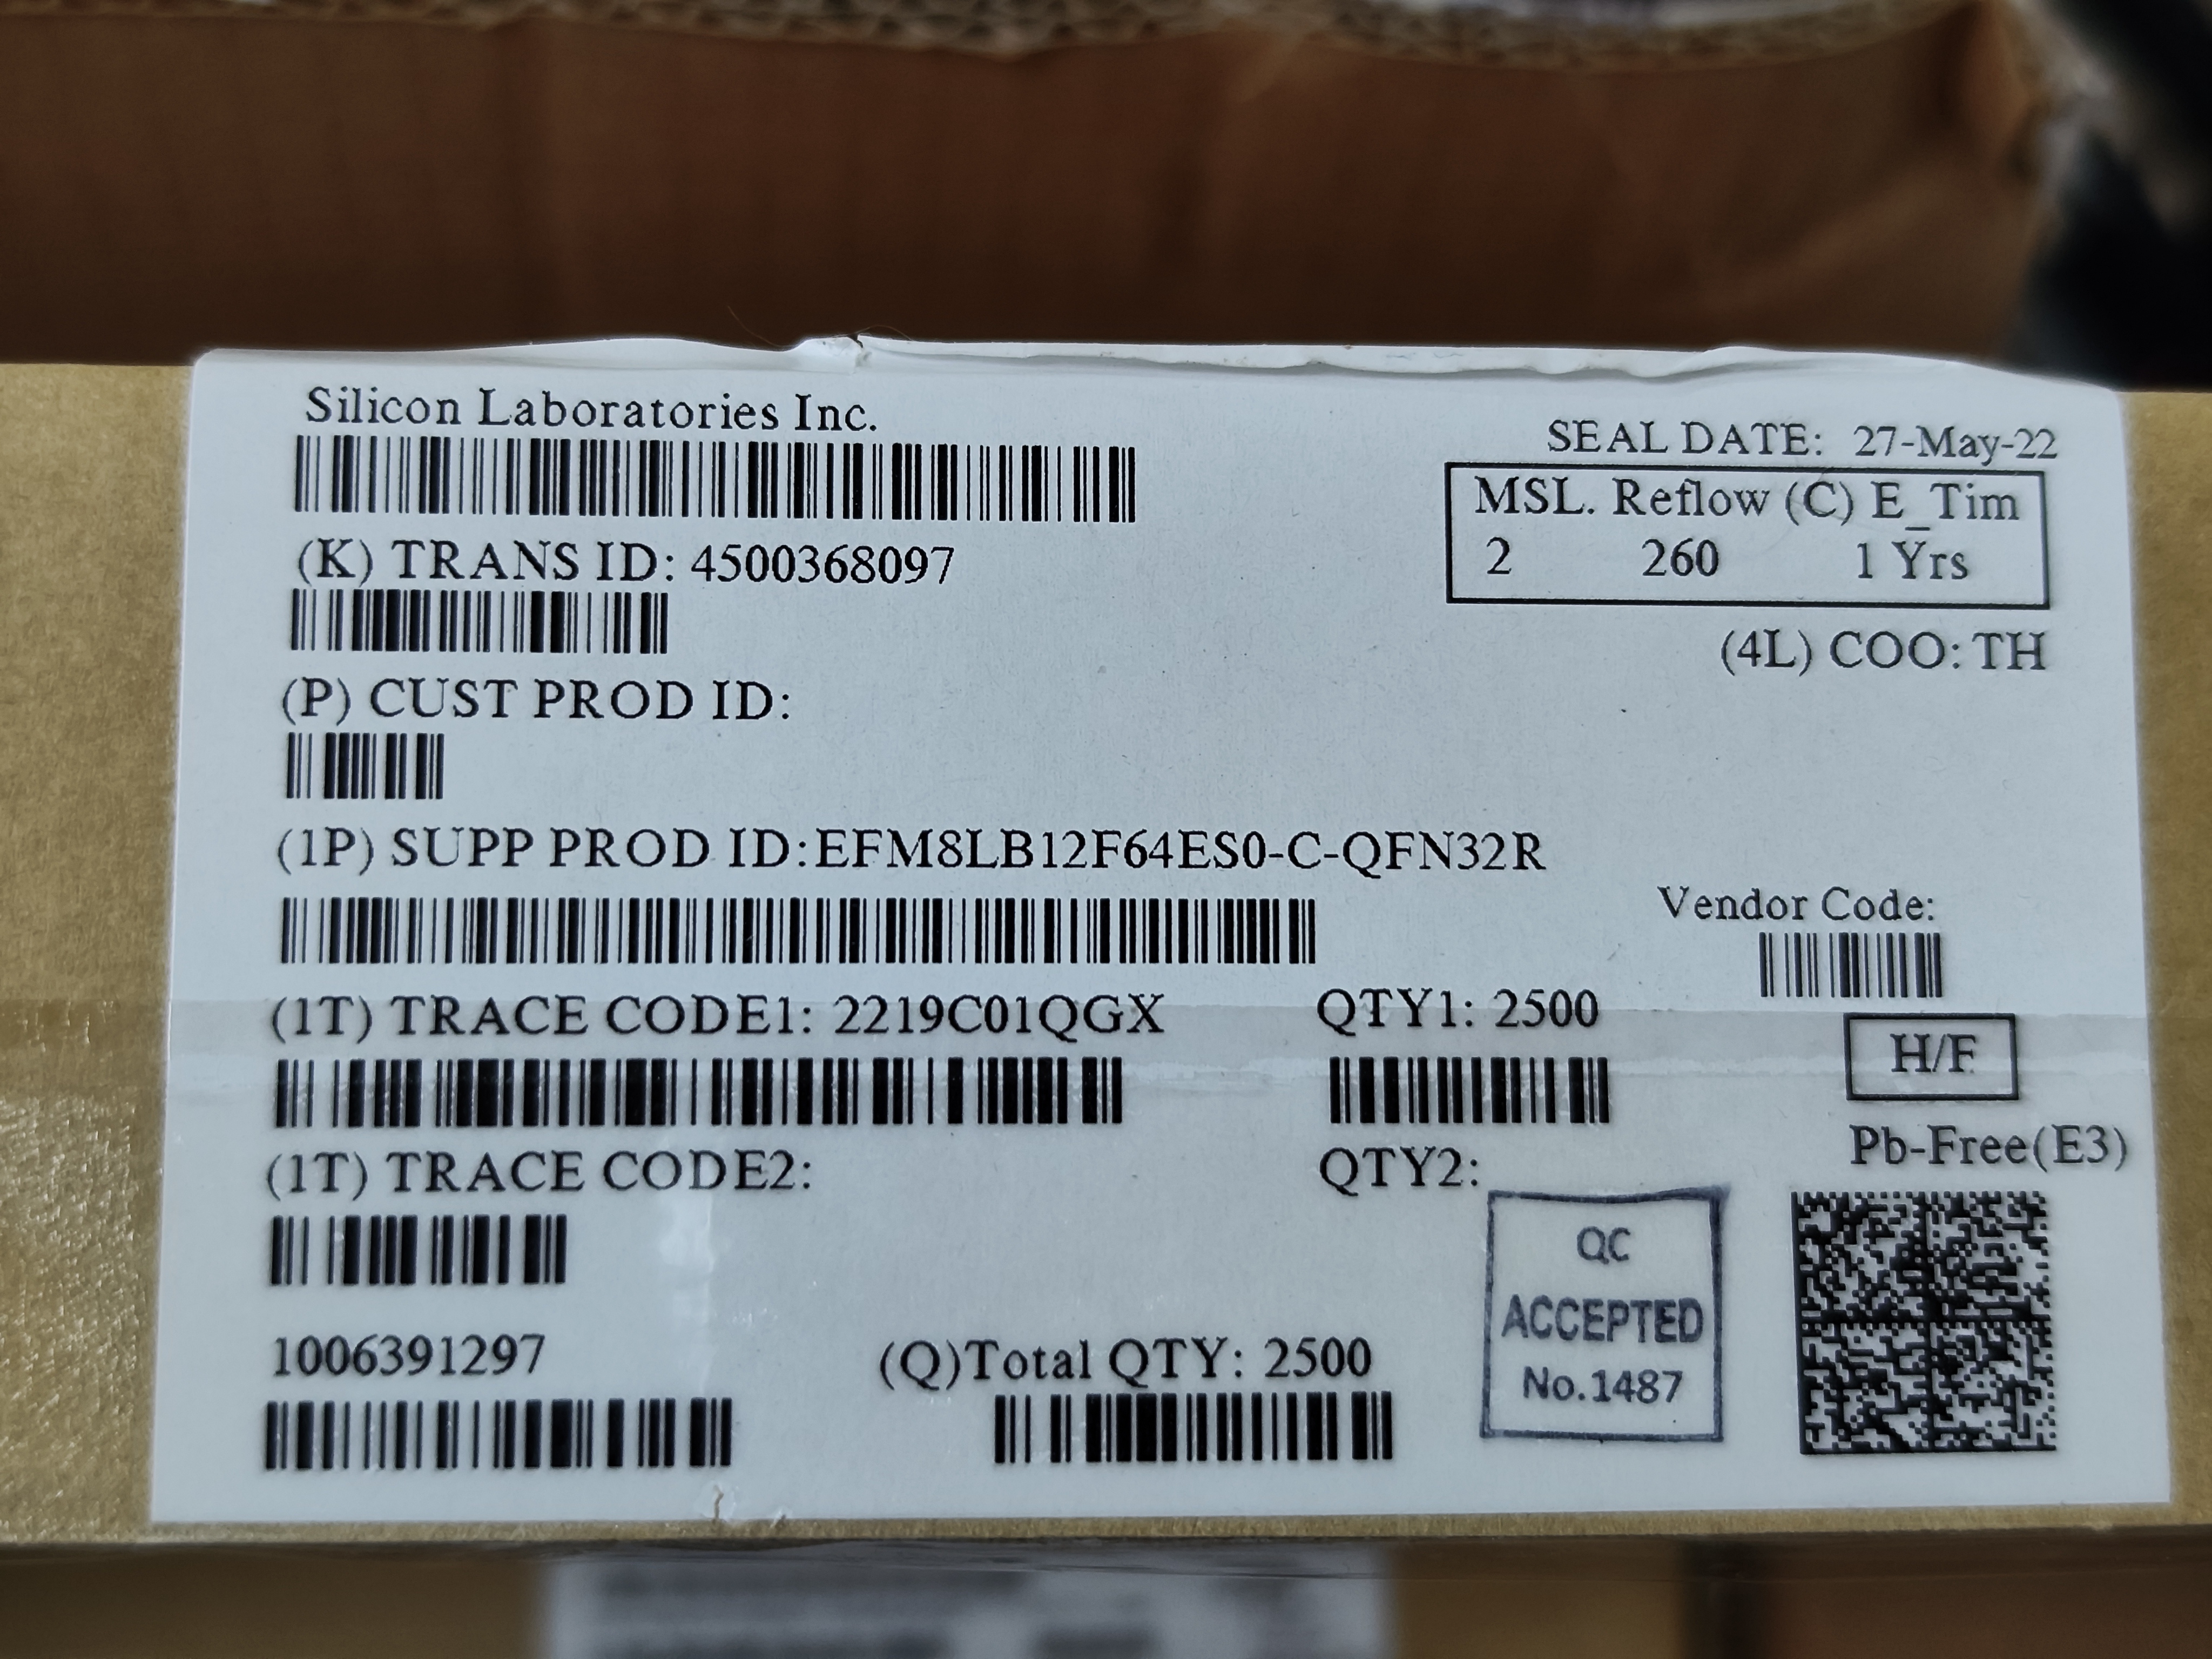 Silicon Laboratories Inc.
SEAL DATE: 27-May-22
MSL. Reflow (C) E_Tim
2 260 1 Yrs
(K) TRANS ID: 4500368097
(4L) COO: TH
(P) CUST PROD ID:
(1P) SUPP PROD ID:EFM8LB12F64ES0-C-QFN32R
Vendor Code:
(1T) TRACE CODE1: 2219C01QGX
QTY1: 2500
H/F
Pb-Free(E3)
(1T) TRACE CODE2:
QTY2:
QC
ACCEPTED
No.1487
1006391297
(Q)Total QTY: 2500